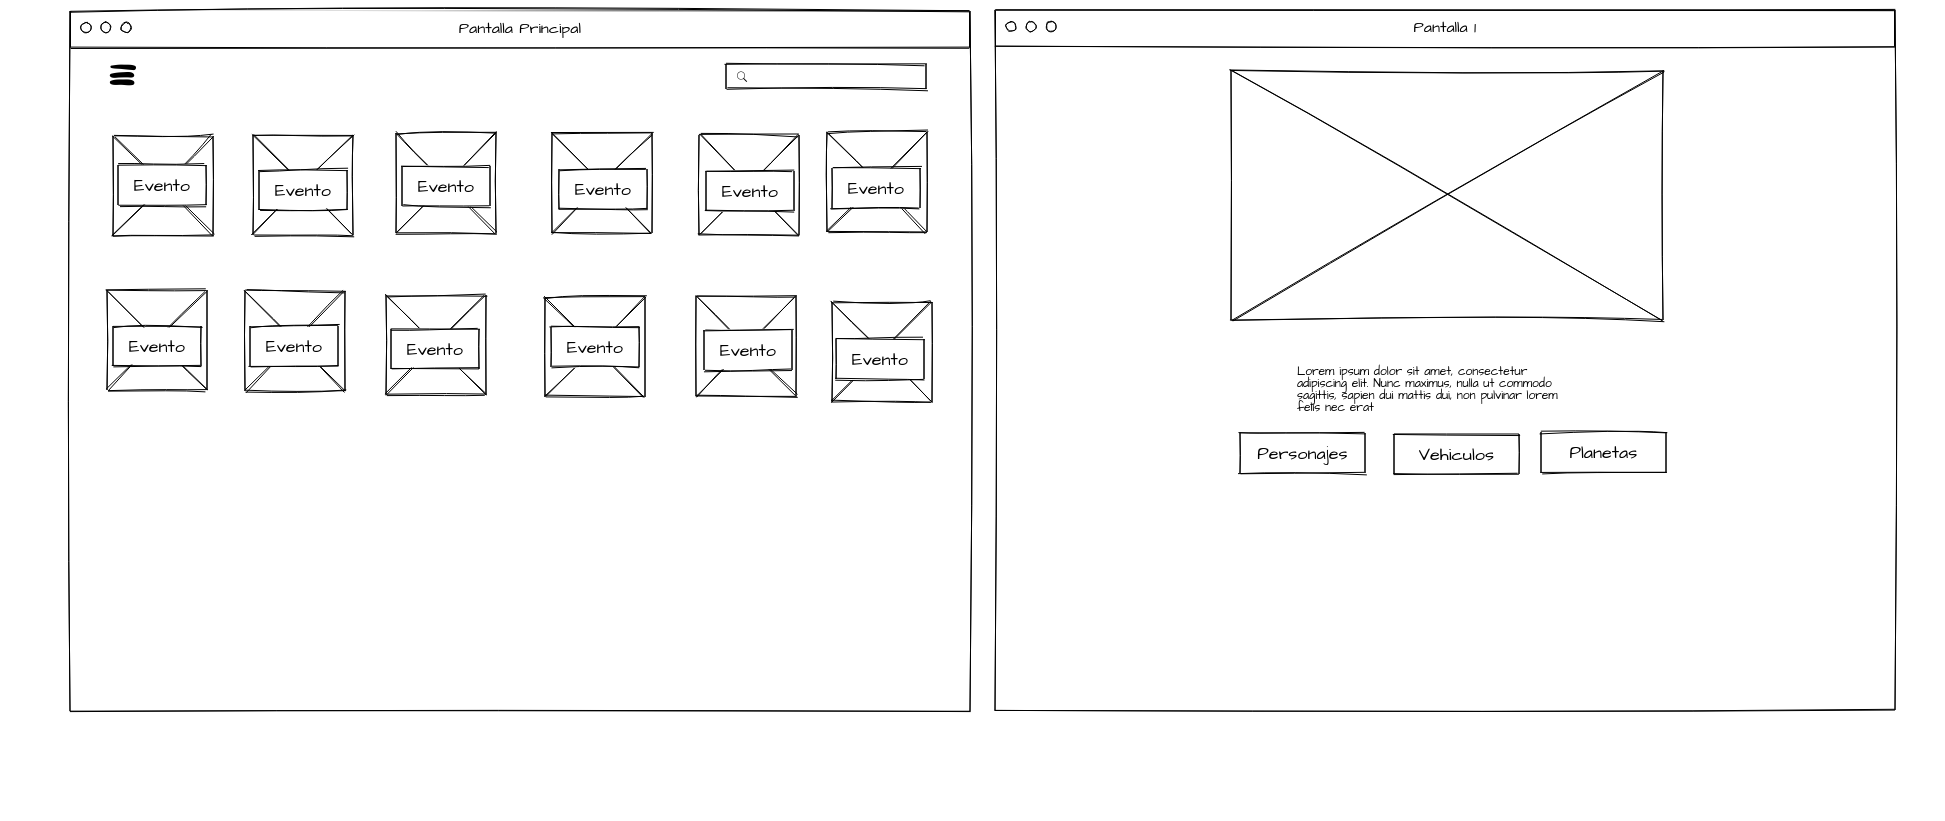 Pantalla Principal
Evento
Evento
Evento
Evento
Evento
Evento
Evento
Evento
Evento
Evento
Evento
Evento
Pantalla 1
Lorem ipsum dolor sit amet, consectetur
adipiscing elit. Nunc maximus, nulla ut commodo
sagittis, sapien dui mattis dui, non pulvinar lorem
felis nec erat
Personajes
Vehiculos
Planetas